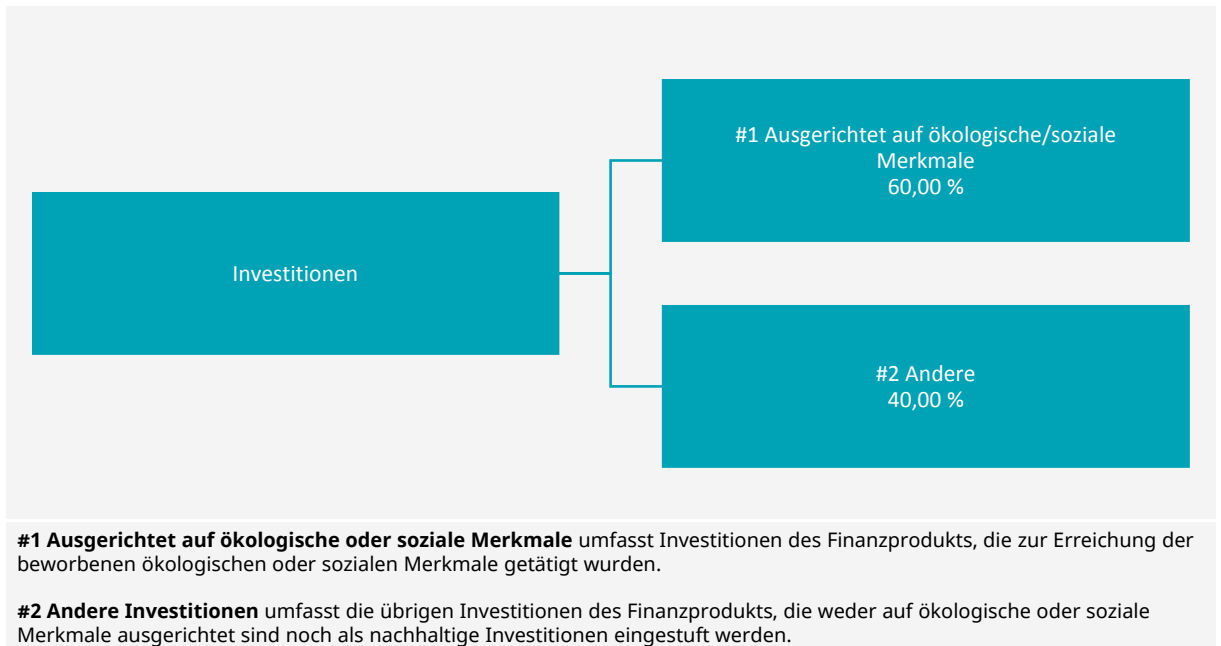 #1 Ausgerichtet auf ökologische/soziale
Merkmale
60,00 %
Investitionen
#2 Andere
40,00 %
#1 Ausgerichtet auf ökologische oder soziale Merkmale umfasst Investitionen des Finanzprodukts, die zur Erreichung der
beworbenen ökologischen oder sozialen Merkmale getätigt wurden.
#2 Andere Investitionen umfasst die übrigen Investitionen des Finanzprodukts, die weder auf ökologische oder soziale
Merkmale ausgerichtet sind noch als nachhaltige Investitionen eingestuft werden.